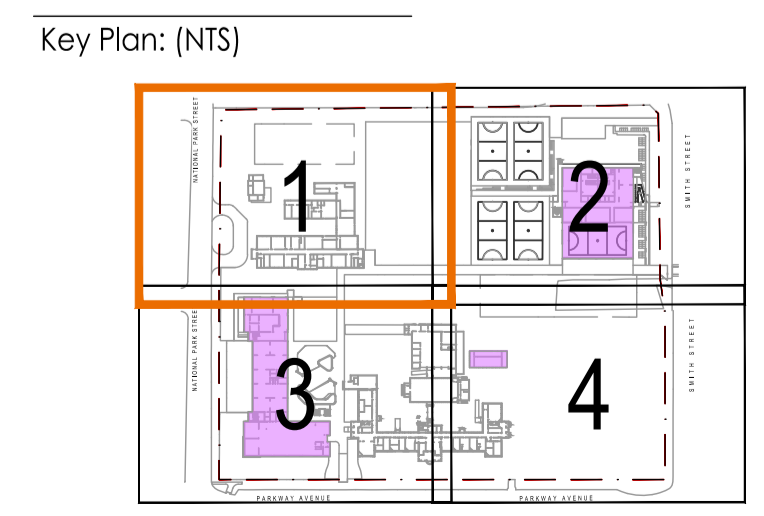 Key Plan: (NTS)
NATIONAL PARK STREET
1
2
SMITH STREET
NATIONAL PARK STREET
3
4
SMITH STREET
PARKWAY AVENUE
PARKWAY AVENUE